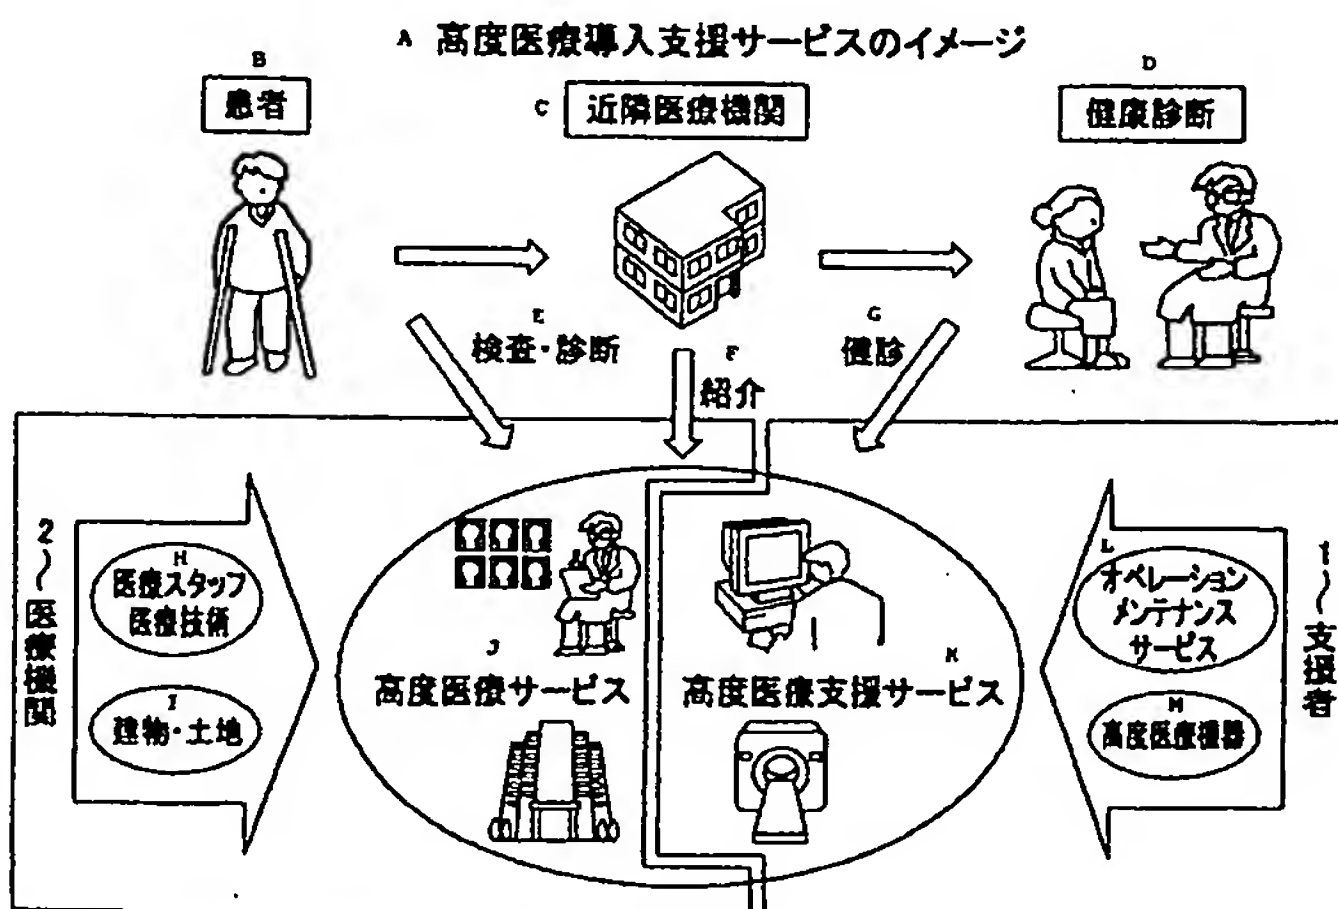 A 高度医療導入支援サービスのイメージ
B
患者
C 近隣医療機関
D
健康診断
E
検査・診断
F
紹介
G
健診
2～医療機関
H
医療スタッフ
医療技術
I
建物・土地
J
高度医療サービス
K
高度医療支援サービス
L
オペレーション
メンテナンス
サービス
M
高度医療機器
1～支援者